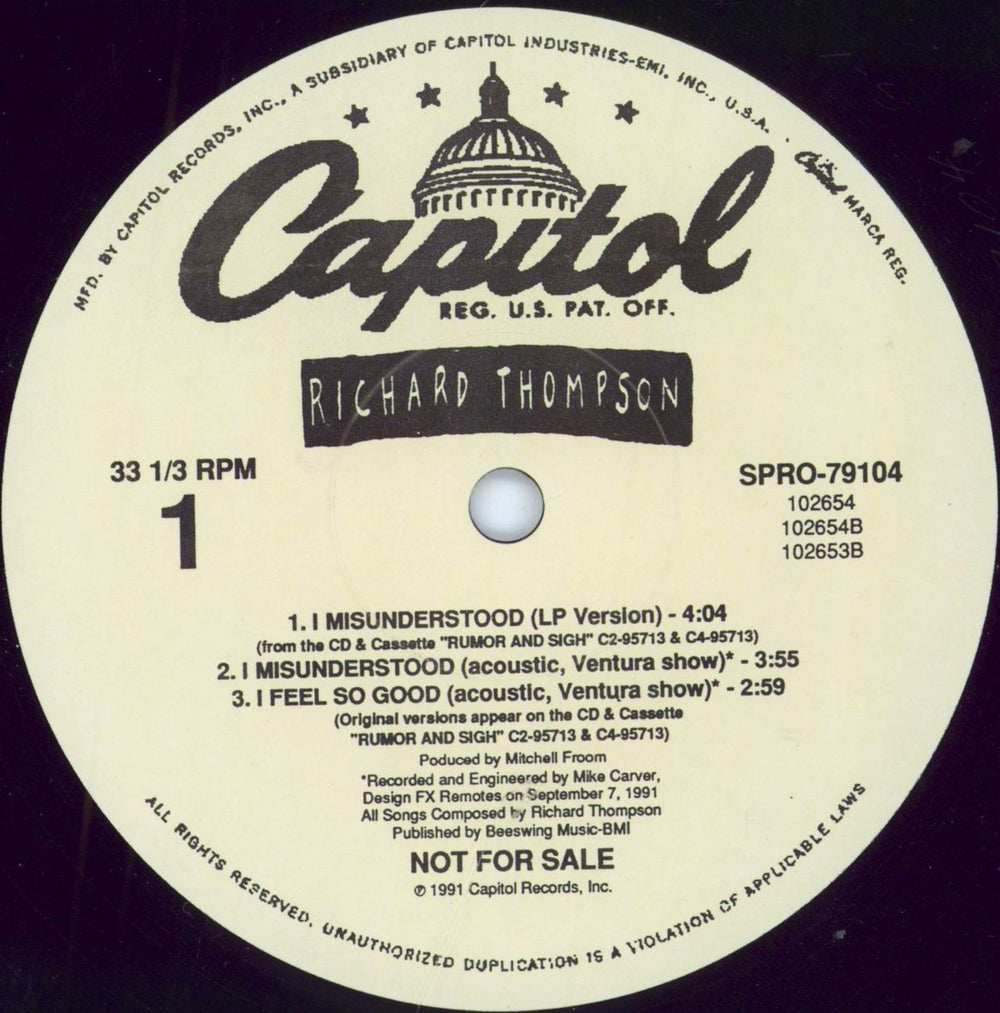 MFD. BY CAPITOL RECORDS, INC., A SUBSIDIARY OF CAPITOL INDUSTRIES-EMI, INC., U.S.A. . Capitol MARCA REG.
Capitol
REG. U.S. PAT. OFF.
RICHARD THOMPSON
33 1/3 RPM
1
SPRO-79104
102654
102654B
102653B
1. I MISUNDERSTOOD (LP Version) - 4:04
(from the CD & Cassette "RUMOR AND SIGH" C2-95713 & C4-95713)
2. I MISUNDERSTOOD (acoustic, Ventura show)* - 3:55
3. I FEEL SO GOOD (acoustic, Ventura show)* - 2:59
(Original versions appear on the CD & Cassette
"RUMOR AND SIGH" C2-95713 & C4-95713)
Poduced by Mitchell Froom
*Recorded and Engineered by Mike Carver,
Design FX Remotes on September 7, 1991
All Songs Composed by Richard Thompson
Published by Beeswing Music-BMI
NOT FOR SALE
℗ 1991 Capitol Records, Inc.
ALL RIGHTS RESERVED. UNAUTHORIZED DUPLICATION IS A VIOLATION OF APPLICABLE LAWS